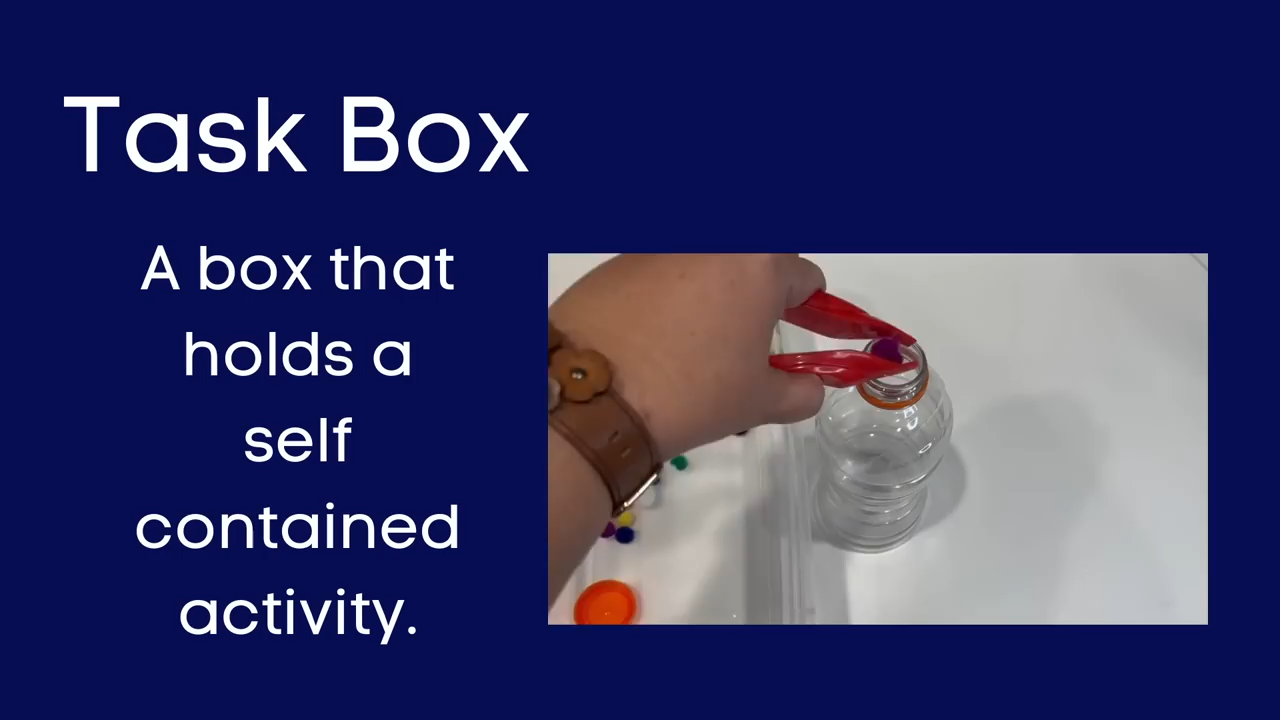 Task Box
A box that
holds a
self
contained
activity.